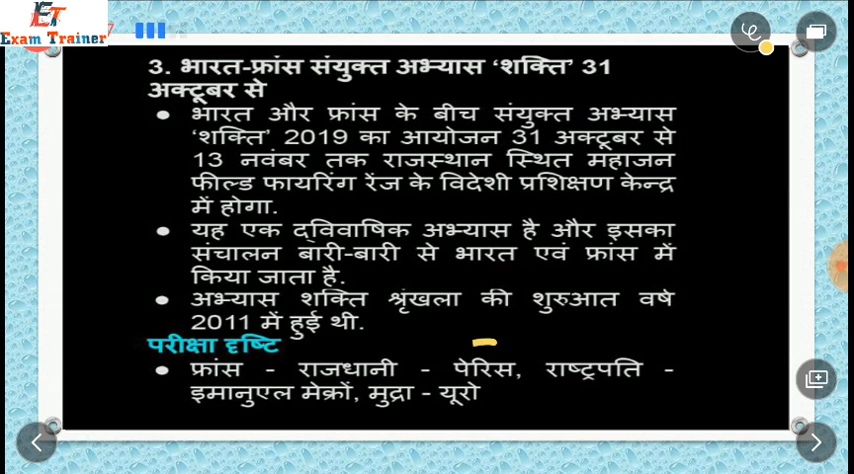 ET
Exam Trainer
7
3. भारत-फ्रांस संयुक्त अभ्यास 'शक्ति' 31
अक्टूबर से
● भारत और फ्रांस के बीच संयुक्त अभ्यास
'शक्ति' 2019 का आयोजन 31 अक्टूबर से
13 नवंबर तक राजस्थान स्थित महाजन
फील्ड फायरिंग रेंज के विदेशी प्रशिक्षण केन्द्र
में होगा.
● यह एक द्विवाषिक अभ्यास है और इसका
संचालन बारी-बारी से भारत एवं फ्रांस में
किया जाता है.
● अभ्यास शक्ति श्रृंखला की शुरुआत वर्ष
2011 में हुई थी.
परीक्षा दृष्टि
● फ्रांस - राजधानी - पेरिस, राष्ट्रपति -
इमानुएल मेक्रों, मुद्रा - यूरो